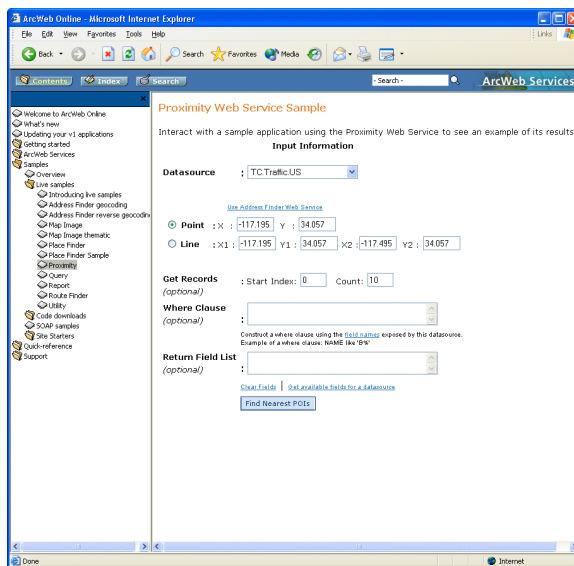 ArcWeb Online - Microsoft Internet Explorer
File Edit View Favorites Tools Help Links
Back Search Favorites Media
Contents Index Search - Search - ArcWeb Services
Welcome to ArcWeb Online
What's new
Updating your v1 applications
Getting started
ArcWeb Services
Samples
Overview
Live samples
Introducing live samples
Address Finder geocoding
Address Finder reverse geocodin
Map Image
Map Image thematic
Place Finder
Place Finder Sample
Proximity
Query
Report
Route Finder
Utility
Code downloads
SOAP samples
Site Starters
Quick-reference
Support
Proximity Web Service Sample
Interact with a sample application using the Proximity Web Service to see an example of its results
Input Information
Datasource : TC.Traffic.US
Use Address Finder Web Service
Point : X : -117.195 Y : 34.057
Line : X1 : -117.195 Y1 : 34.057 X2 : -117.495 Y2 : 34.057
Get Records (optional) : Start Index: 0 Count: 10
Where Clause (optional) :
Construct a where clause using the field names exposed by this datasource.
Example of a where clause: NAME like 'B%'
Return Field List (optional) :
Clear Fields | Get available fields for a datasource
Find Nearest POIs
Done Internet